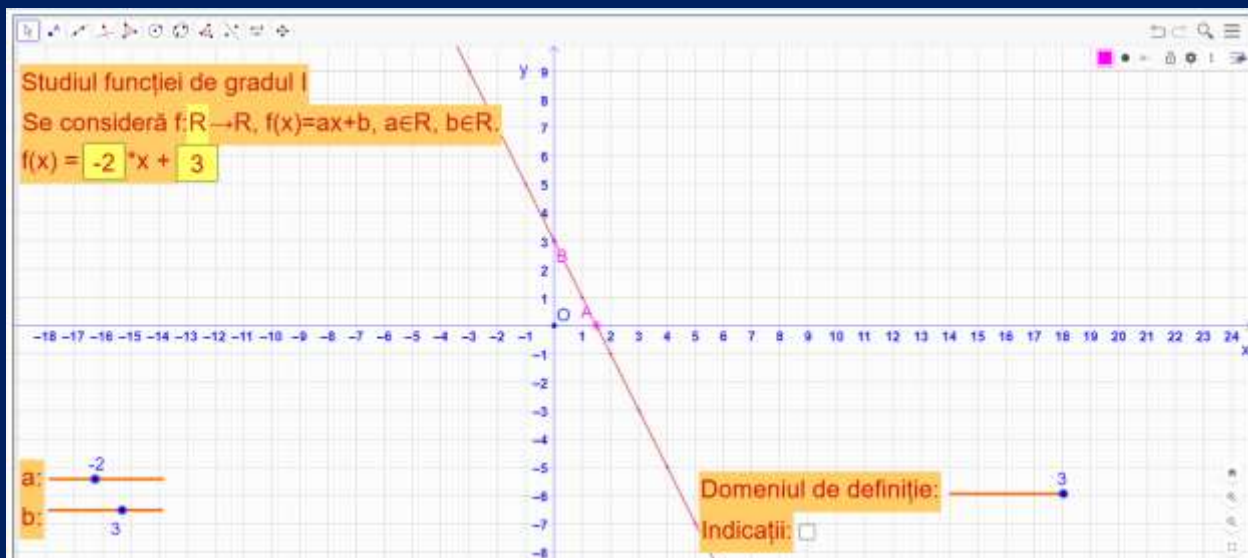 Studiul funcției de gradul I
Se consideră f:R→R, f(x)=ax+b, a∈R, b∈R.
f(x) = -2 *x + 3
y
9
8
7
6
5
4
3
B
2
1
A
O
-18 -17 -16 -15 -14 -13 -12 -11 -10 -9 -8 -7 -6 -5 -4 -3 -2 -1 1 2 3 4 5 6 7 8 9 10 11 12 13 14 15 16 17 18 19 20 21 22 23 24
x
-1
-2
-3
-4
-5
-6
-7
-8
a: -2
b: 3
Domeniul de definiție: 3
Indicații: